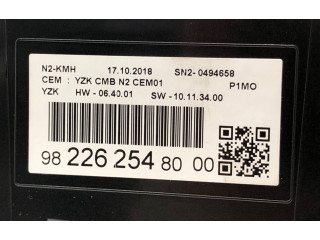 N2-KMH 17.10.2018 SN2- 0494658
CEM : YZK CMB N2 CEM01 P1MO
YZK HW - 06.40.01 SW - 10.11.34.00
98 226 254 80 00